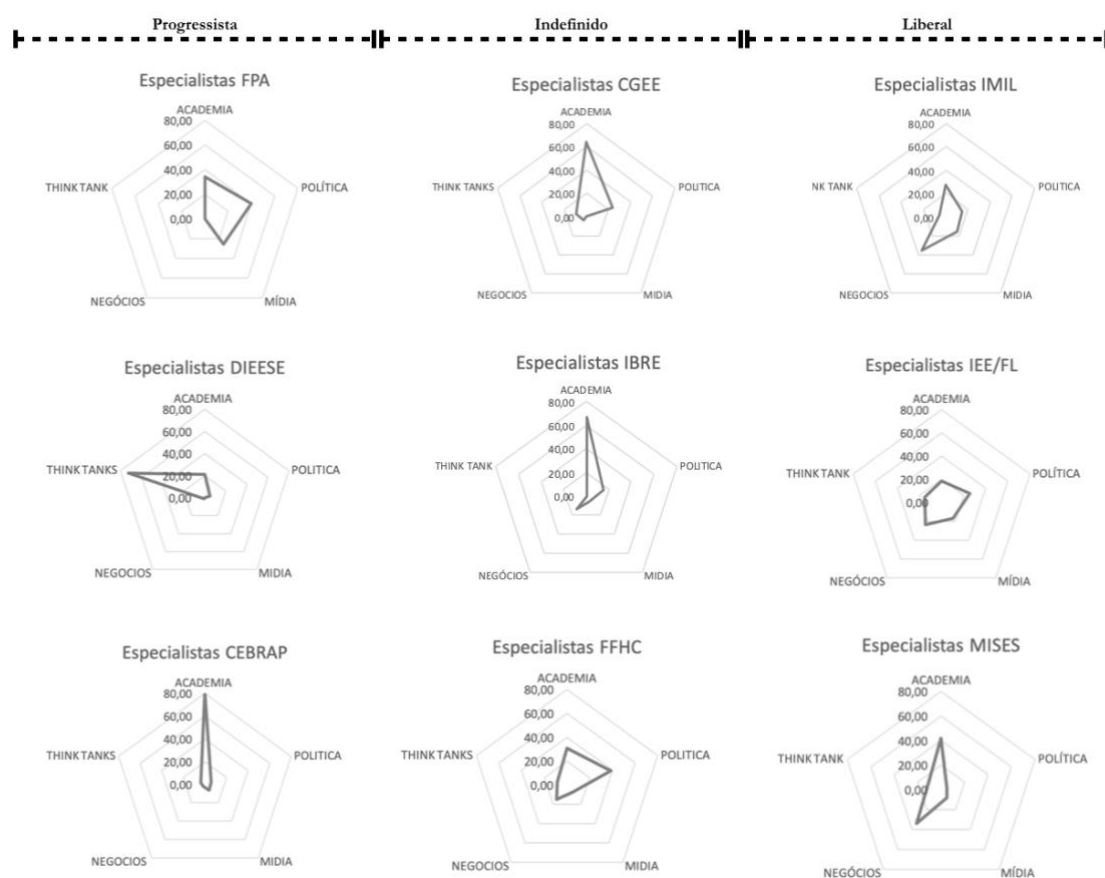 Progressista
Indefinido
Liberal
Especialistas FPA
ACADEMIA
80,00
60,00
40,00
20,00
0,00
THINK TANK
POLÍTICA
NEGÓCIOS
MÍDIA
Especialistas CGEE
ACADEMIA
80,00
60,00
40,00
20,00
0,00
THINK TANKS
POLITICA
NEGOCIOS
MIDIA
Especialistas IMIL
ACADEMIA
80,00
60,00
40,00
20,00
0,00
NK TANK
POLÍTICA
NEGÓCIOS
MÍDIA
Especialistas DIEESE
ACADEMIA
80,00
60,00
40,00
20,00
0,00
THINK TANKS
POLITICA
NEGOCIOS
MIDIA
Especialistas IBRE
ACADEMIA
80,00
60,00
40,00
20,00
0,00
THINK TANK
POLÍTICA
NEGÓCIOS
MIDIA
Especialistas IEE/FL
ACADEMIA
80,00
60,00
40,00
20,00
0,00
THINK TANK
POLÍTICA
NEGÓCIOS
MÍDIA
Especialistas CEBRAP
ACADEMIA
80,00
60,00
40,00
20,00
0,00
THINK TANKS
POLITICA
NEGOCIOS
MIDIA
Especialistas FFHC
ACADEMIA
80,00
60,00
40,00
20,00
0,00
THINK TANKS
POLITICA
NEGOCIOS
MIDIA
Especialistas MISES
ACADEMIA
80,00
60,00
40,00
20,00
0,00
THINK TANK
POLÍTICA
NEGÓCIOS
MÍDIA